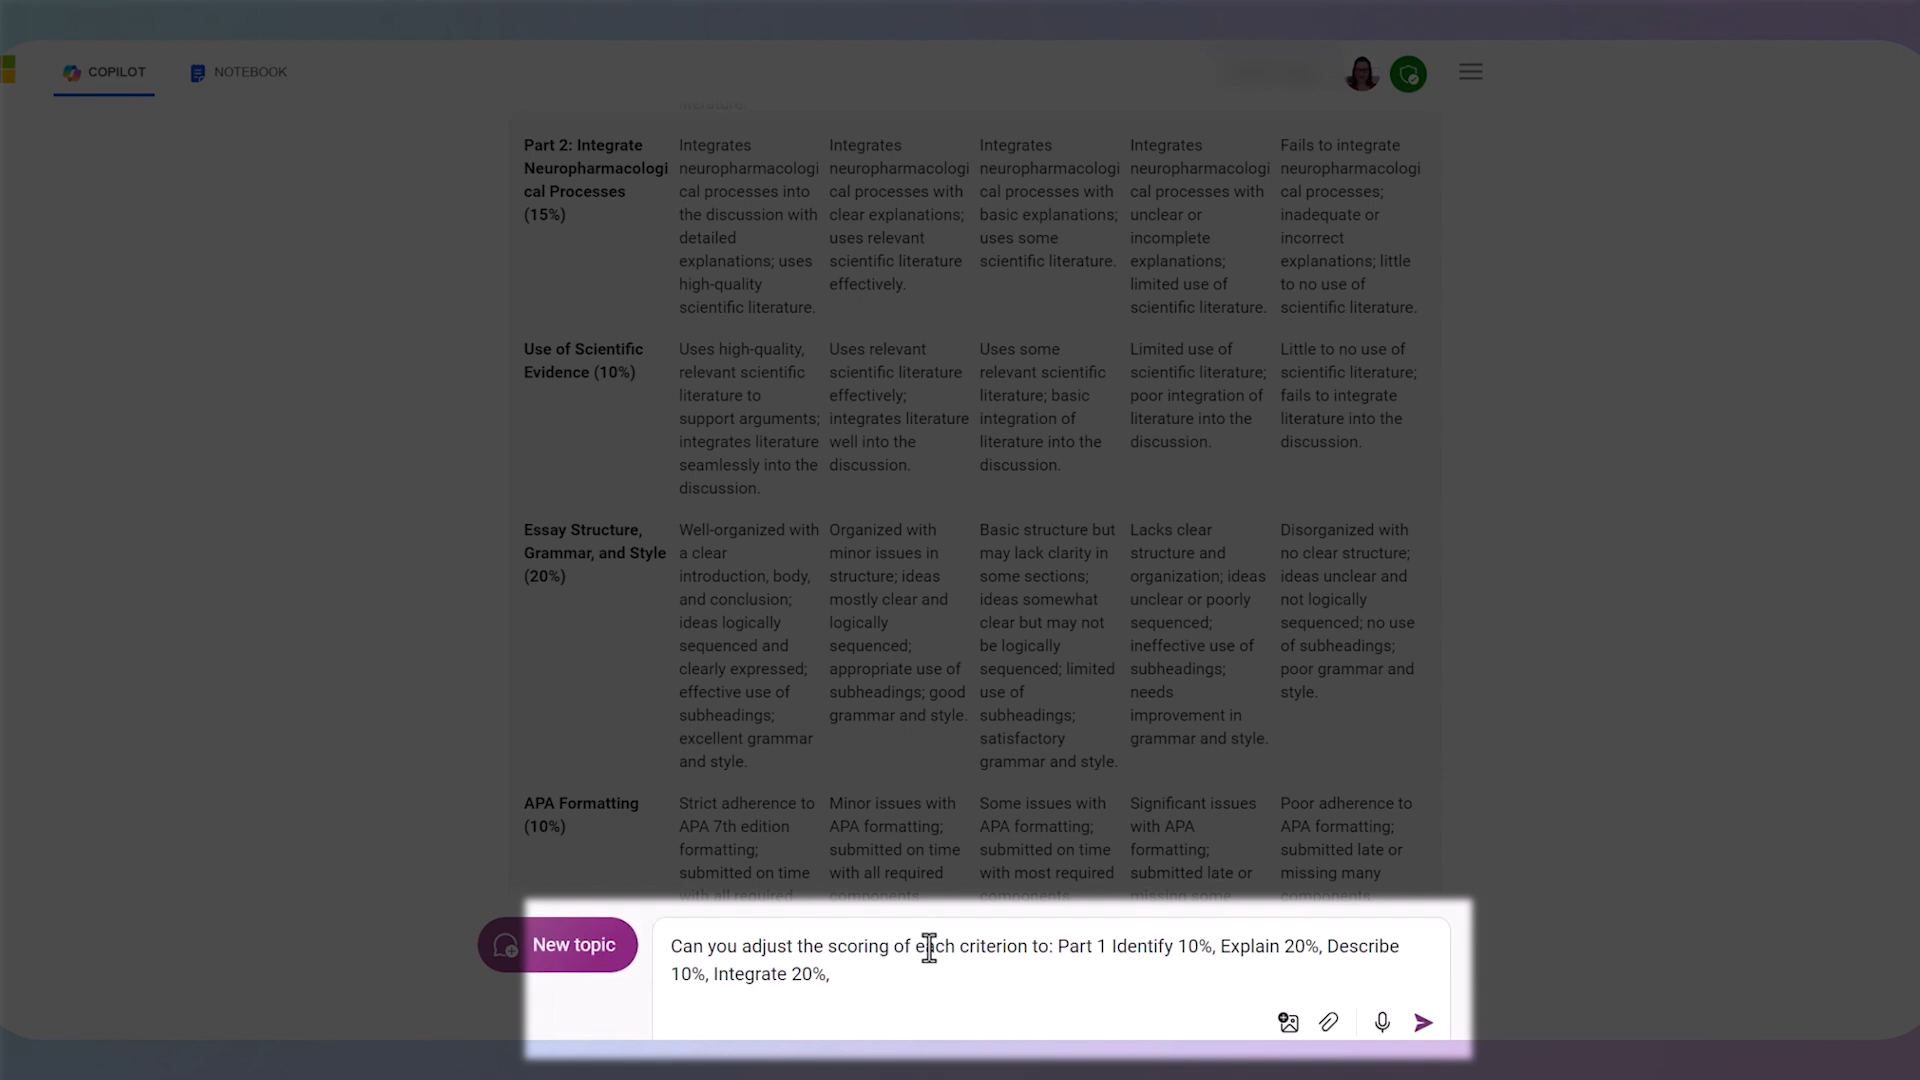 COPILOT
NOTEBOOK
literature.
Part 2: Integrate
Neuropharmacologi
cal Processes
(15%)
Integrates
neuropharmacologi
cal processes into
the discussion with
detailed
explanations; uses
high-quality
scientific literature.
Integrates
neuropharmacologi
cal processes with
clear explanations;
uses relevant
scientific literature
effectively.
Integrates
neuropharmacologi
cal processes with
basic explanations;
uses some
scientific literature.
Integrates
neuropharmacologi
cal processes with
unclear or
incomplete
explanations;
limited use of
scientific literature.
Fails to integrate
neuropharmacologi
cal processes;
inadequate or
incorrect
explanations; little
to no use of
scientific literature.
Use of Scientific
Evidence (10%)
Uses high-quality,
relevant scientific
literature to
support arguments;
integrates literature
seamlessly into the
discussion.
Uses relevant
scientific literature
effectively;
integrates literature
well into the
discussion.
Uses some
relevant scientific
literature; basic
integration of
literature into the
discussion.
Limited use of
scientific literature;
poor integration of
literature into the
discussion.
Little to no use of
scientific literature;
fails to integrate
literature into the
discussion.
Essay Structure,
Grammar, and Style
(20%)
Well-organized with
a clear
introduction, body,
and conclusion;
ideas logically
sequenced and
clearly expressed;
effective use of
subheadings;
excellent grammar
and style.
Organized with
minor issues in
structure; ideas
mostly clear and
logically
sequenced;
appropriate use of
subheadings; good
grammar and style.
Basic structure but
may lack clarity in
some sections;
ideas somewhat
clear but may not
be logically
sequenced; limited
use of
subheadings;
satisfactory
grammar and style.
Lacks clear
structure and
organization; ideas
unclear or poorly
sequenced;
ineffective use of
subheadings;
needs
improvement in
grammar and style.
Disorganized with
no clear structure;
ideas unclear and
not logically
sequenced; no use
of subheadings;
poor grammar and
style.
APA Formatting
(10%)
Strict adherence to
APA 7th edition
formatting;
submitted on time
with all required
Minor issues with
APA formatting;
submitted on time
with all required
components
Some issues with
APA formatting;
submitted on time
with most required
components
Significant issues
with APA
formatting;
submitted late or
missing some
Poor adherence to
APA formatting;
submitted late or
missing many
components
New topic
Can you adjust the scoring of each criterion to: Part 1 Identify 10%, Explain 20%, Describe
10%, Integrate 20%,